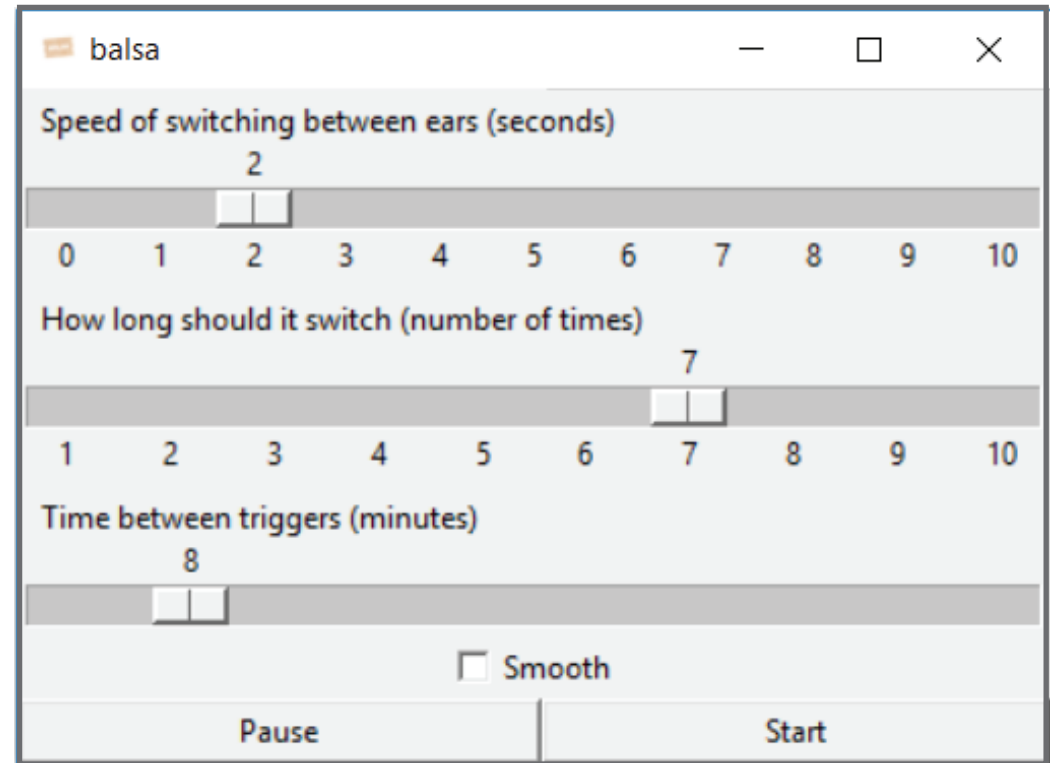 balsa
Speed of switching between ears (seconds)
2
0 1 2 3 4 5 6 7 8 9 10
How long should it switch (number of times)
7
1 2 3 4 5 6 7 8 9 10
Time between triggers (minutes)
8
Smooth
Pause Start